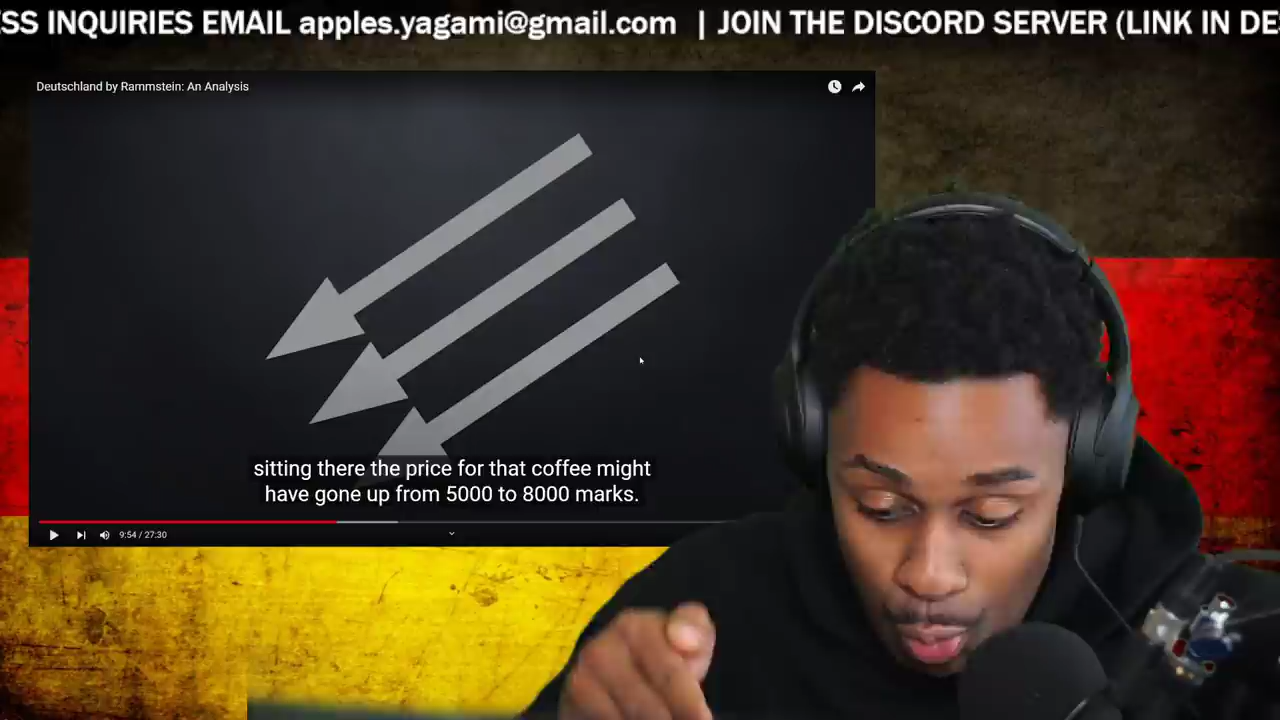 SS INQUIRIES EMAIL apples.yagami@gmail.com | JOIN THE DISCORD SERVER (LINK IN DE
Deutschland by Rammstein: An Analysis
sitting there the price for that coffee might
have gone up from 5000 to 8000 marks.
9:54 / 27:30